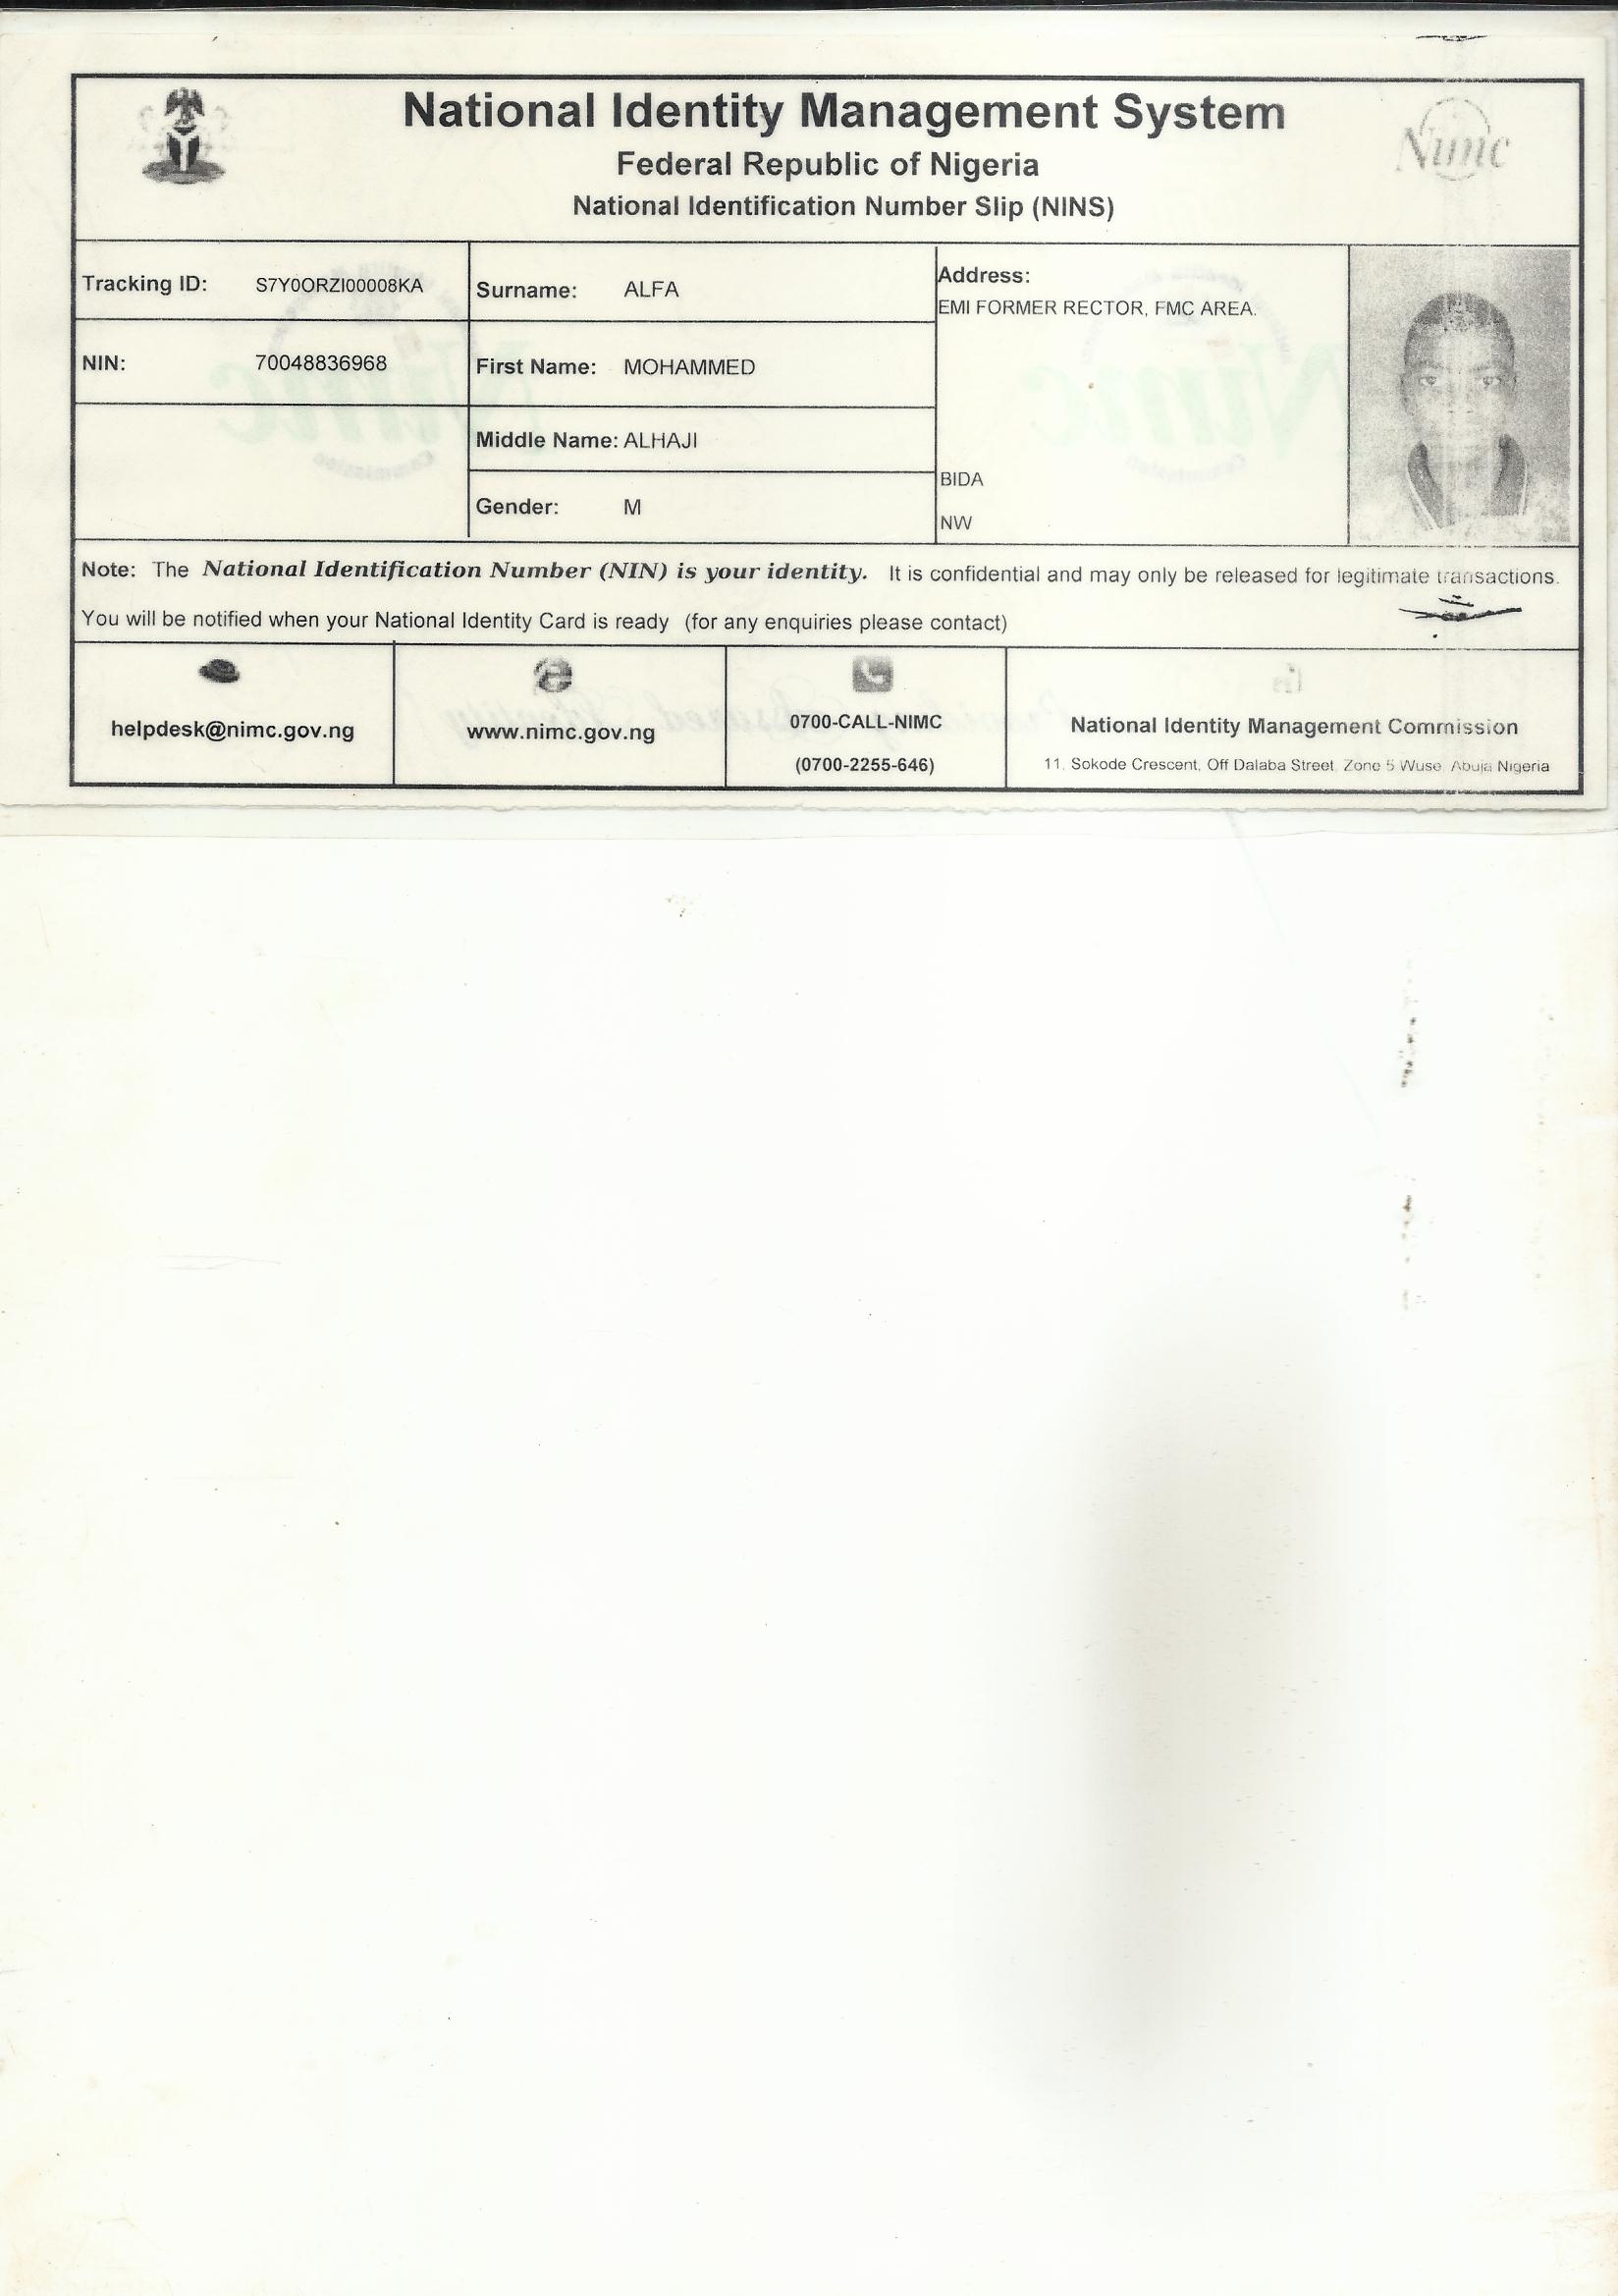 National Identity Management System
Federal Republic of Nigeria
National Identification Number Slip (NINS)
Nimc
Tracking ID: S7Y0ORZI00008KA
Surname: ALFA
Address:
EMI FORMER RECTOR, FMC AREA.
NIN: 70048836968
First Name: MOHAMMED
Middle Name: ALHAJI
BIDA
Gender: M
NW
Note: The National Identification Number (NIN) is your identity. It is confidential and may only be released for legitimate transactions.
You will be notified when your National Identity Card is ready (for any enquiries please contact)
helpdesk@nimc.gov.ng
www.nimc.gov.ng
0700-CALL-NIMC
(0700-2255-646)
National Identity Management Commission
11, Sokode Crescent, Off Dalaba Street, Zone 5 Wuse, Abuja Nigeria